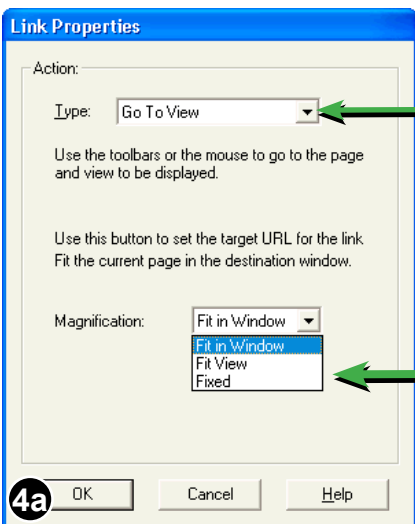 Link Properties
Action:
Type: Go To View
Use the toolbars or the mouse to go to the page
and view to be displayed.
Use this button to set the target URL for the link
Fit the current page in the destination window.
Magnification: Fit in Window
Fit in Window
Fit View
Fixed
4a OK Cancel Help